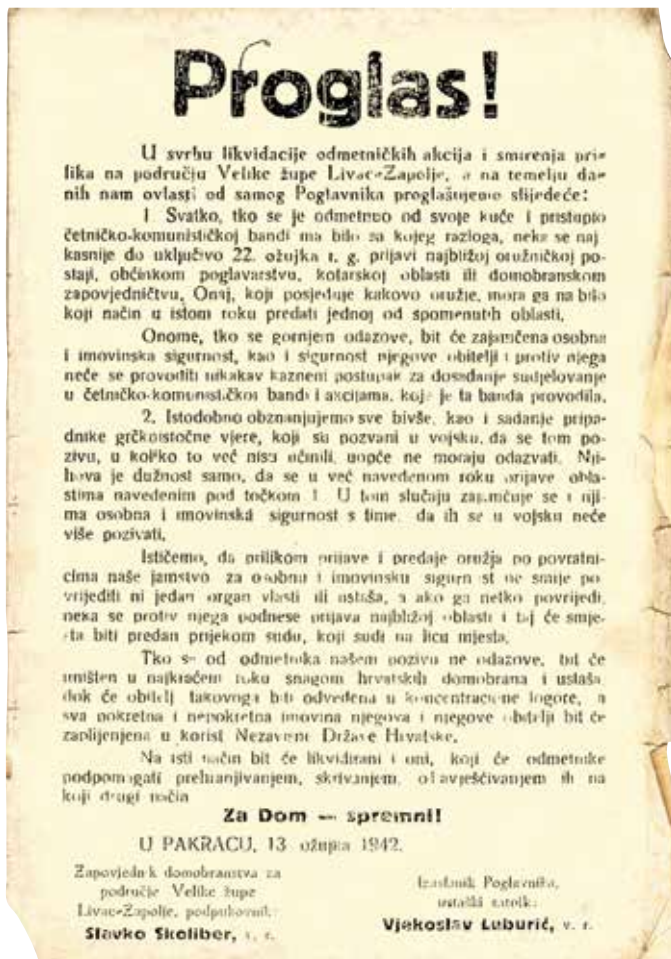 Proglas!
U svrhu likvidacije odmetničkih akcija i smirenja pri-
lika na području Velike župe Livac-Zapolje, a na temelju da-
nih nam ovlasti od samog Poglavnika proglašujemo slijedeće:
1 Svatko, tko se je odmetnuo od svoje kuće i pristupio
četničko-komunističkoj bandi ma bilo za kojeg razloga, neka se naj
kasnije do uključivo 22. ožujka t. g. prijavi najbližoj oružničkoj po-
staji, obćinkom poglavarstvu, kotarskoj oblasti ili domobranskom
zapovjedničtvu. Onaj, koji posjeduje kakovo oružje, mora ga na bilo
koji način u istom roku predati jednoj od spomenutih oblasti.
Onome, tko se gornjem odazove, bit će zajamčena osobna
i imovinska sigurnost, kao i sigurnost njegove obitelji i protiv njega
neće se provoditi nikakav kazneni postupak za dosadanje sudjelovanje
u četničko-komunističkoj bandi i akcijama, koje je ta banda provodila.
2. Istodobno obznanjujemo sve bivše, kao i sadanje pripa-
dnike grčkoistočne vjere, koji su pozvani u vojsku, da se tom po-
zivu, u koliko to već nisu učinili, uopće ne moraju odazvati. Nji-
hova je dužnost samo, da se u već navedenom roku prijave obla-
stima navedenim pod točkom 1 U tom slučaju zajamčuje se i nji-
ma osobna i imovinska sigurnost s time, da ih se u vojsku neće
više pozivati.
Ističemo, da prilikom prijave i predaje oružja po povratni-
cima naše jamstvo za osobnu i imovinsku sigurnost ne smije po
vrijediti ni jedan organ vlasti ili ustaša, a ako ga netko povrijedi,
neka se protiv njega podnese prijava najbližoj oblasti i taj će smje-
sta biti predan prijekom sudu, koji sudi na licu mjesta.
Tko se od odmetnika našem pozivu ne odazove, bit će
uništen u najkraćem roku snagom hrvatskih domobrana i ustaša
dok će obitelj takovoga biti odvedena u koncentracione logore, a
sva pokretna i nepokretna imovina njegova i njegove obitelji bit će
zaplijenjena u korist Nezavisne Države Hrvatske.
Na isti način bit će likvidirani i oni, koji će odmetnike
podpomagati prehranjivanjem, skrivanjem, obavješćivanjem ili na
koji drugi način
Za Dom — spremni!
U PAKRACU, 13 ožujka 1942.
Zapovjednik domobranstva za
područje Velike župe
Livac-Zapolje, podpukovnik:
Slavko Skoliber, v. r.
Izaslanik Poglavnika,
ustaški satnik:
Vjekoslav Luburić, v. r.